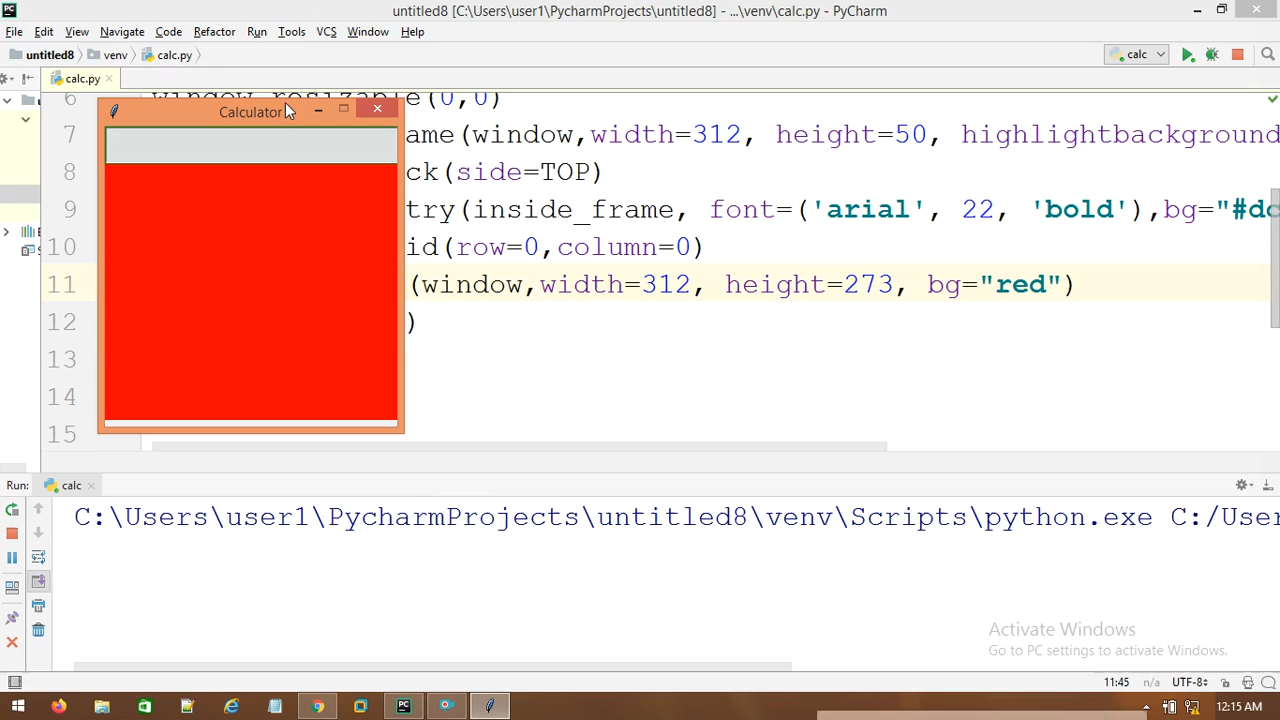 untitled8 [C:\Users\user1\PycharmProjects\untitled8] - ...\venv\calc.py - PyCharm
File Edit View Navigate Code Refactor Run Tools VCS Window Help
untitled8 venv calc.py calc
calc.py
6 window.resizable(0,0)
Calculator
7 ame(window,width=312, height=50, highlightbackground
8 ck(side=TOP)
9 try(inside_frame, font=('arial', 22, 'bold'),bg="#dc
10 id(row=0,column=0)
11 (window,width=312, height=273, bg="red")
12 )
13
14
15
Run: calc
C:\Users\user1\PycharmProjects\untitled8\venv\Scripts\python.exe C:/User
Activate Windows
Go to PC settings to activate Windows.
11:45 n/a UTF-8
12:15 AM